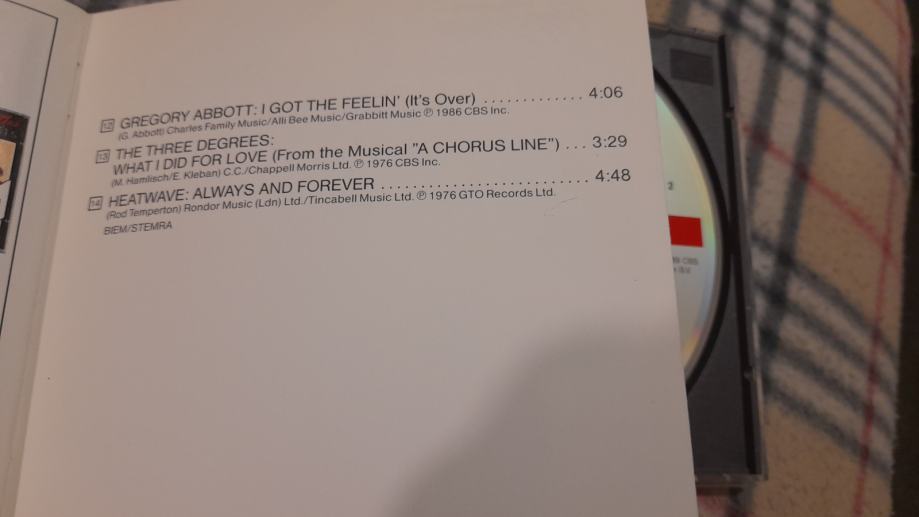 12 GREGORY ABBOTT: I GOT THE FEELIN' (It's Over) ............. 4:06
(G. Abbott) Charles Family Music/Alli Bee Music/Grabbitt Music ℗ 1986 CBS Inc.
13 THE THREE DEGREES:
WHAT I DID FOR LOVE (From the Musical "A CHORUS LINE") ... 3:29
(M. Hamlisch/E. Kleban) C.C./Chappell Morris Ltd. ℗ 1976 CBS Inc.
14 HEATWAVE: ALWAYS AND FOREVER .......................... 4:48
(Rod Temperton) Rondor Music (Ldn) Ltd./Tincabell Music Ltd. ℗ 1976 GTO Records Ltd.
BIEM/STEMRA
2
CBS
B.V.